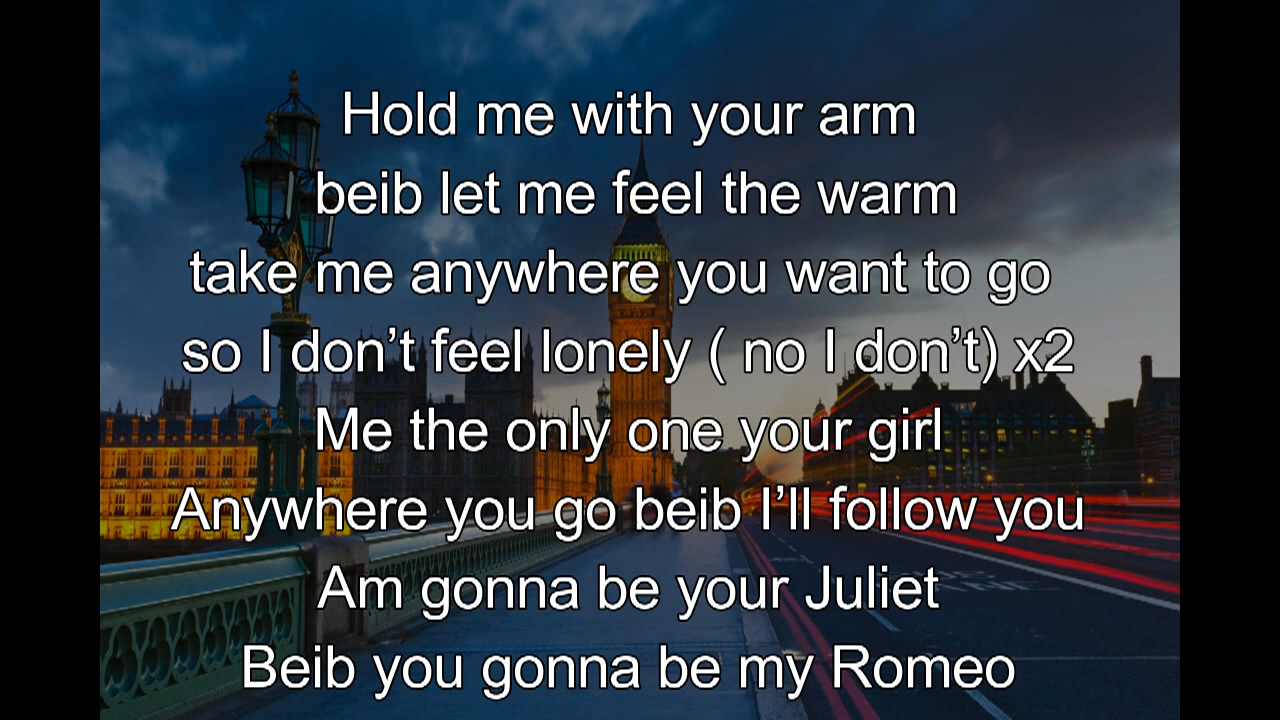 Hold me with your arm
beib let me feel the warm
take me anywhere you want to go
so I don’t feel lonely ( no I don’t) x2
Me the only one your girl
Anywhere you go beib I’ll follow you
Am gonna be your Juliet
Beib you gonna be my Romeo